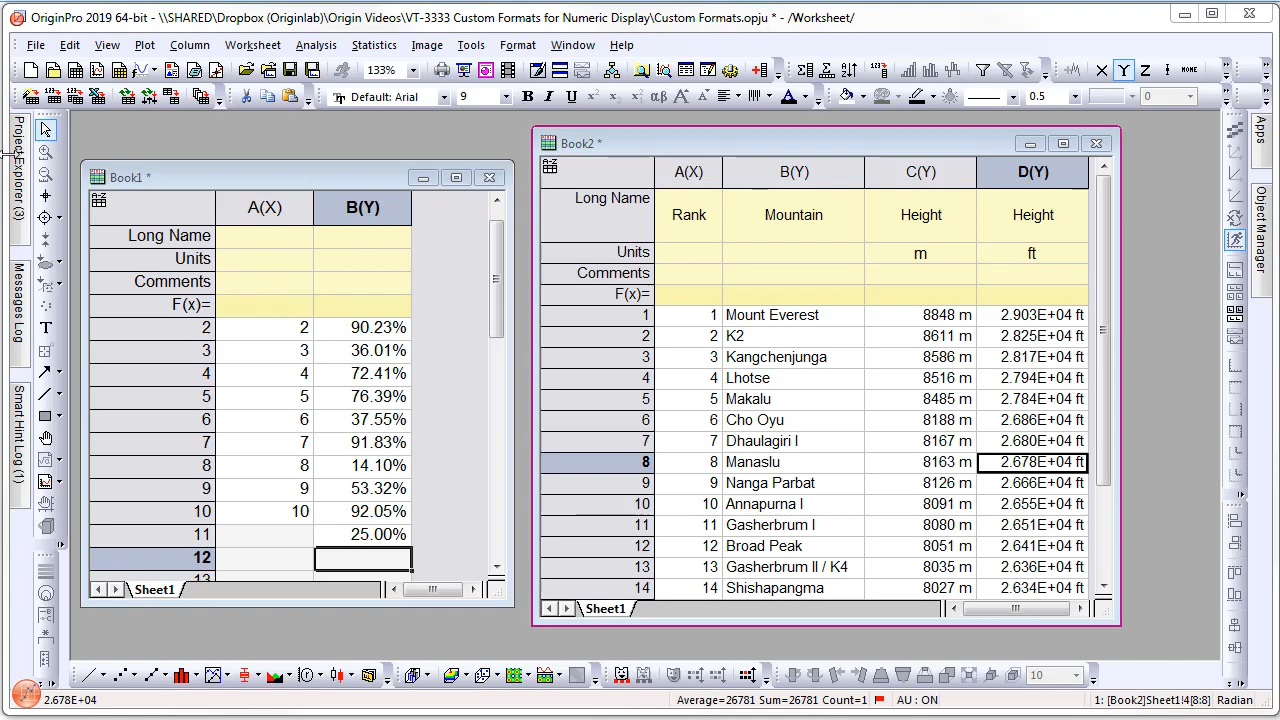 OriginPro 2019 64-bit - \\SHARED\Dropbox (Originlab)\Origin Videos\VT-3333 Custom Formats for Numeric Display\Custom Formats.opju * - /Worksheet/
File Edit View Plot Column Worksheet Analysis Statistics Image Tools Format Window Help
133% X Y Z NONE
Default: Arial 9 B I U αβ A A A 0.5 0
Project Explorer (3)
Messages Log
Smart Hint Log (1)
Apps
Object Manager
Book1 *
A(X) B(Y)
Long Name
Units
Comments
F(x)=
2 2 90.23%
3 3 36.01%
4 4 72.41%
5 5 76.39%
6 6 37.55%
7 7 91.83%
8 8 14.10%
9 9 53.32%
10 10 92.05%
11 25.00%
12
13
Sheet1
Book2 *
A(X) B(Y) C(Y) D(Y)
Long Name Rank Mountain Height Height
Units m ft
Comments
F(x)=
1 1 Mount Everest 8848 m 2.903E+04 ft
2 2 K2 8611 m 2.825E+04 ft
3 3 Kangchenjunga 8586 m 2.817E+04 ft
4 4 Lhotse 8516 m 2.794E+04 ft
5 5 Makalu 8485 m 2.784E+04 ft
6 6 Cho Oyu 8188 m 2.686E+04 ft
7 7 Dhaulagiri I 8167 m 2.680E+04 ft
8 8 Manaslu 8163 m 2.678E+04 ft
9 9 Nanga Parbat 8126 m 2.666E+04 ft
10 10 Annapurna I 8091 m 2.655E+04 ft
11 11 Gasherbrum I 8080 m 2.651E+04 ft
12 12 Broad Peak 8051 m 2.641E+04 ft
13 13 Gasherbrum II / K4 8035 m 2.636E+04 ft
14 14 Shishapangma 8027 m 2.634E+04 ft
Sheet1
T
10
2.678E+04 Average=26781 Sum=26781 Count=1 AU : ON 1: [Book2]Sheet1!4[8:8] Radian